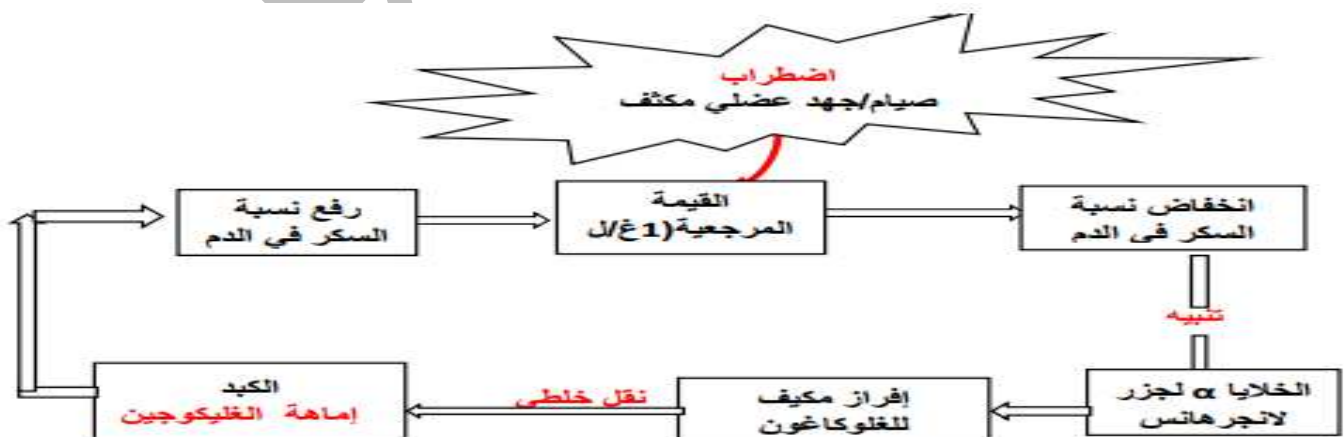 اضطراب
صيام/جهد عضلي مكثف
رفع نسبة
السكر في الدم
القيمة
المرجعية(1غ/ل
انخفاض نسبة
السكر في الدم
تنبيه
الخلايا α لجزر
لانجرهانس
إفراز مكيف
للغلوكاغون
نقل خلطي
الكبد
إماهة الغليكوجين